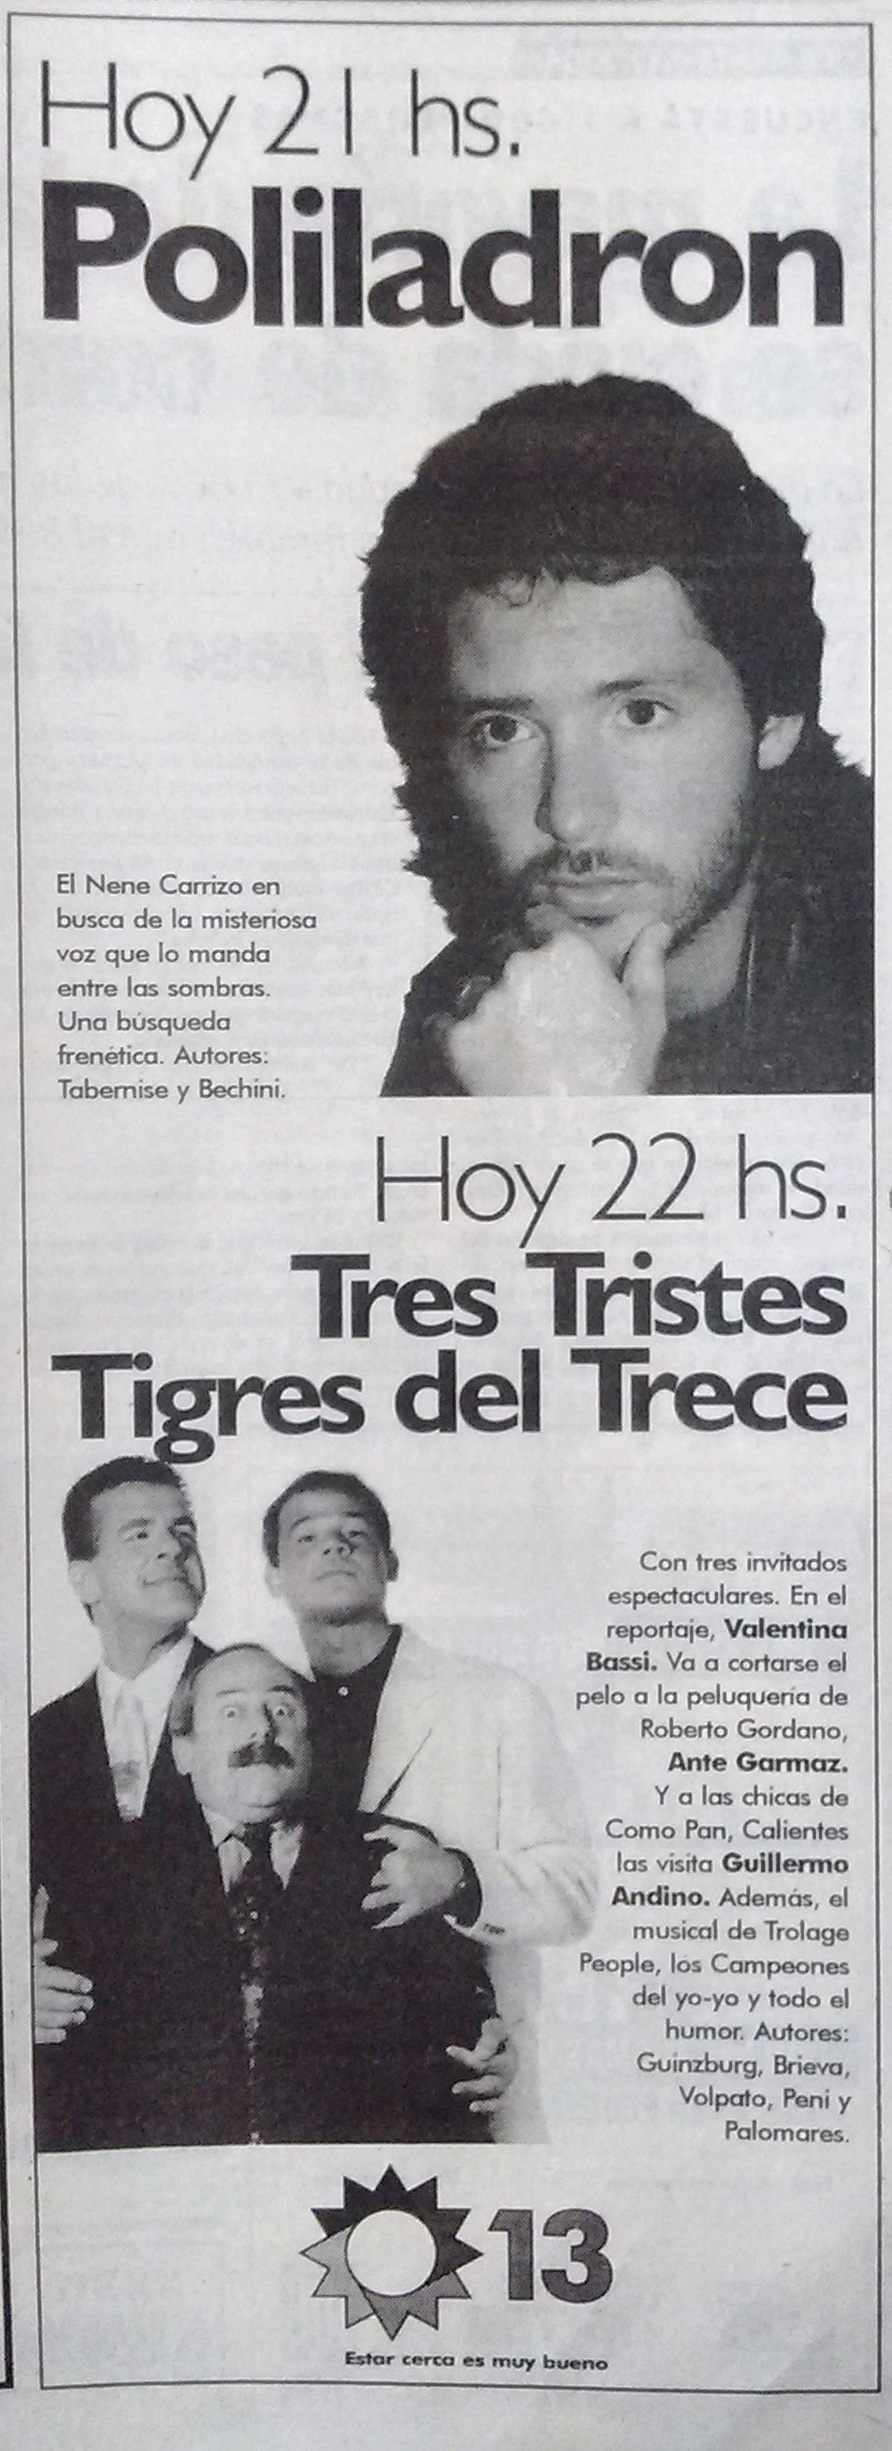 Hoy 21 hs.
Poliladron
El Nene Carrizo en
busca de la misteriosa
voz que lo manda
entre las sombras.
Una búsqueda
frenética. Autores:
Tabernise y Bechini.
Hoy 22 hs.
Tres Tristes
Tigres del Trece
Con tres invitados
espectaculares. En el
reportaje, Valentina
Bassi. Va a cortarse el
pelo a la peluquería de
Roberto Gordano,
Ante Garmaz.
Y a las chicas de
Como Pan, Calientes
las visita Guillermo
Andino. Además, el
musical de Trolage
People, los Campeones
del yo-yo y todo el
humor. Autores:
Guinzburg, Brieva,
Volpato, Peni y
Palomares.
13
Estar cerca es muy bueno